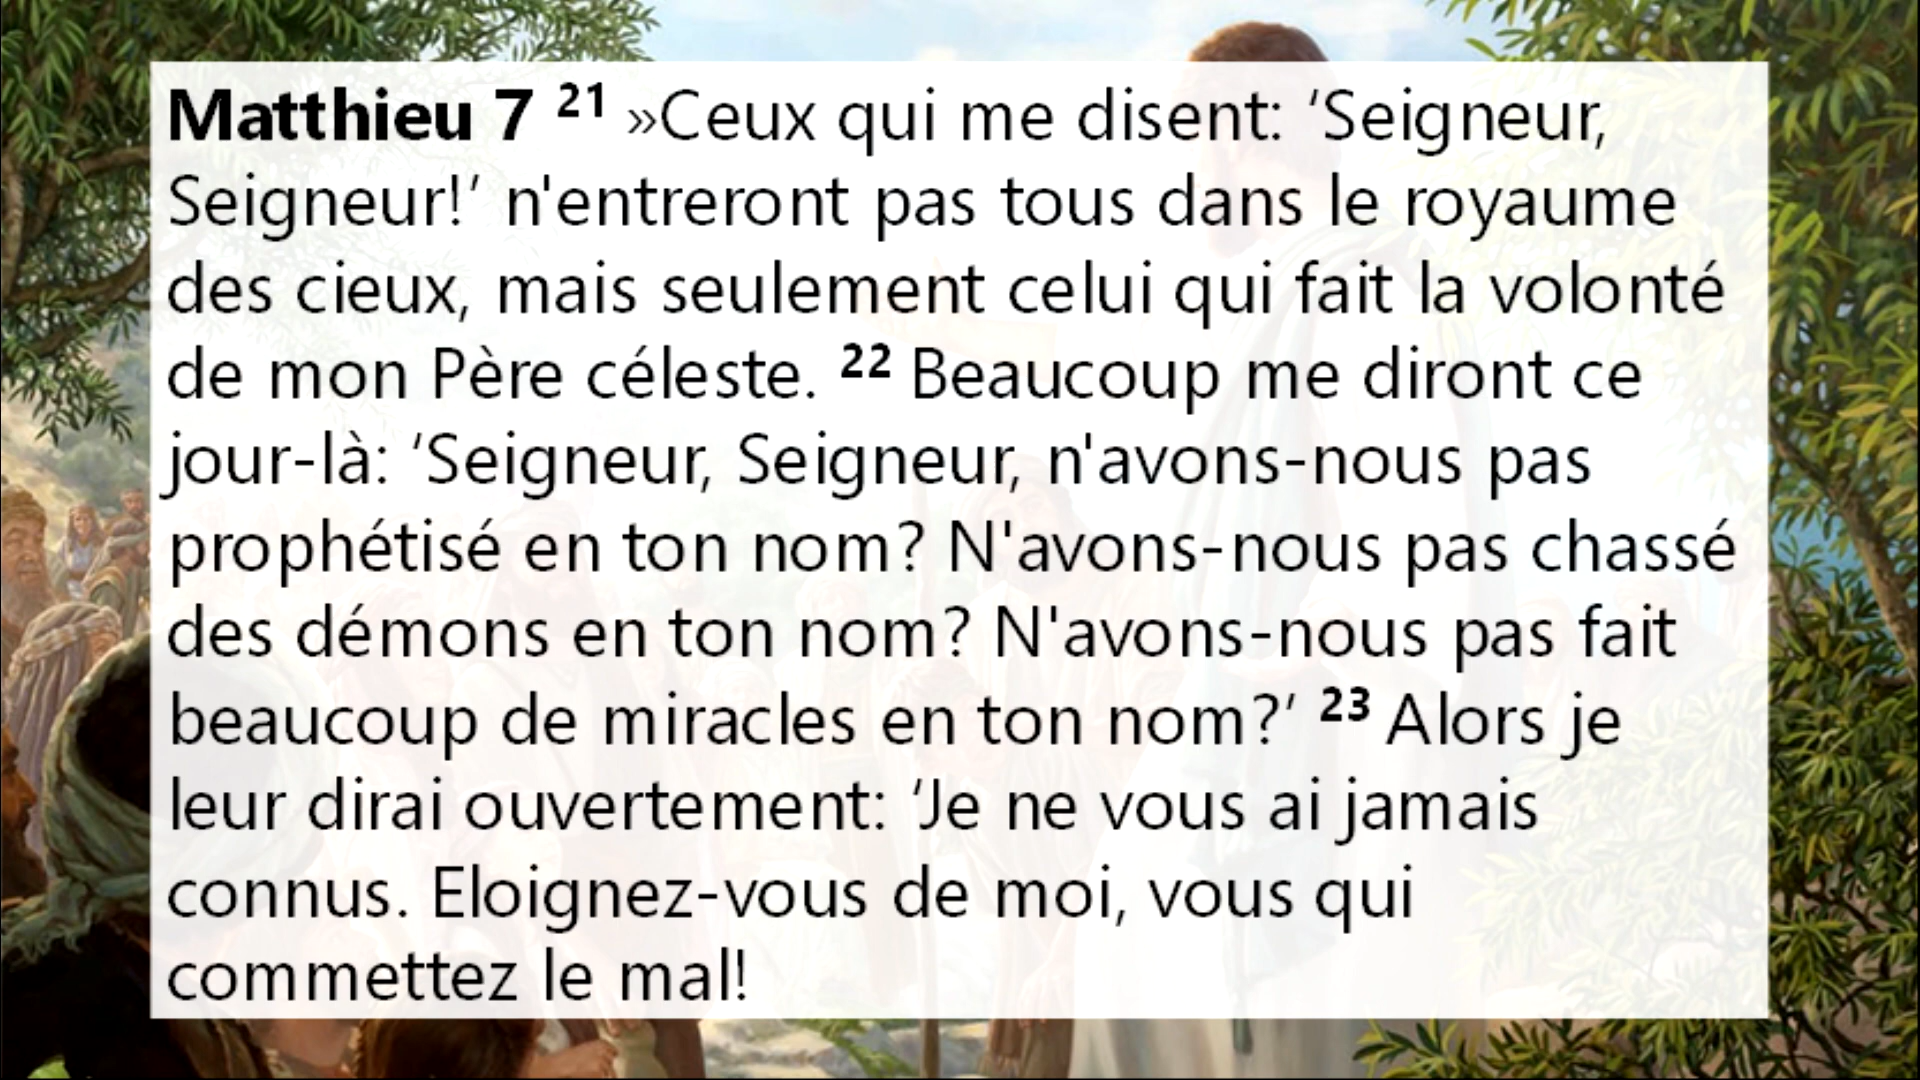 Matthieu 7 21 »Ceux qui me disent: ‘Seigneur,
Seigneur!’ n'entreront pas tous dans le royaume
des cieux, mais seulement celui qui fait la volonté
de mon Père céleste. 22 Beaucoup me diront ce
jour-là: ‘Seigneur, Seigneur, n'avons-nous pas
prophétisé en ton nom? N'avons-nous pas chassé
des démons en ton nom? N'avons-nous pas fait
beaucoup de miracles en ton nom?’ 23 Alors je
leur dirai ouvertement: ‘Je ne vous ai jamais
connus. Eloignez-vous de moi, vous qui
commettez le mal!